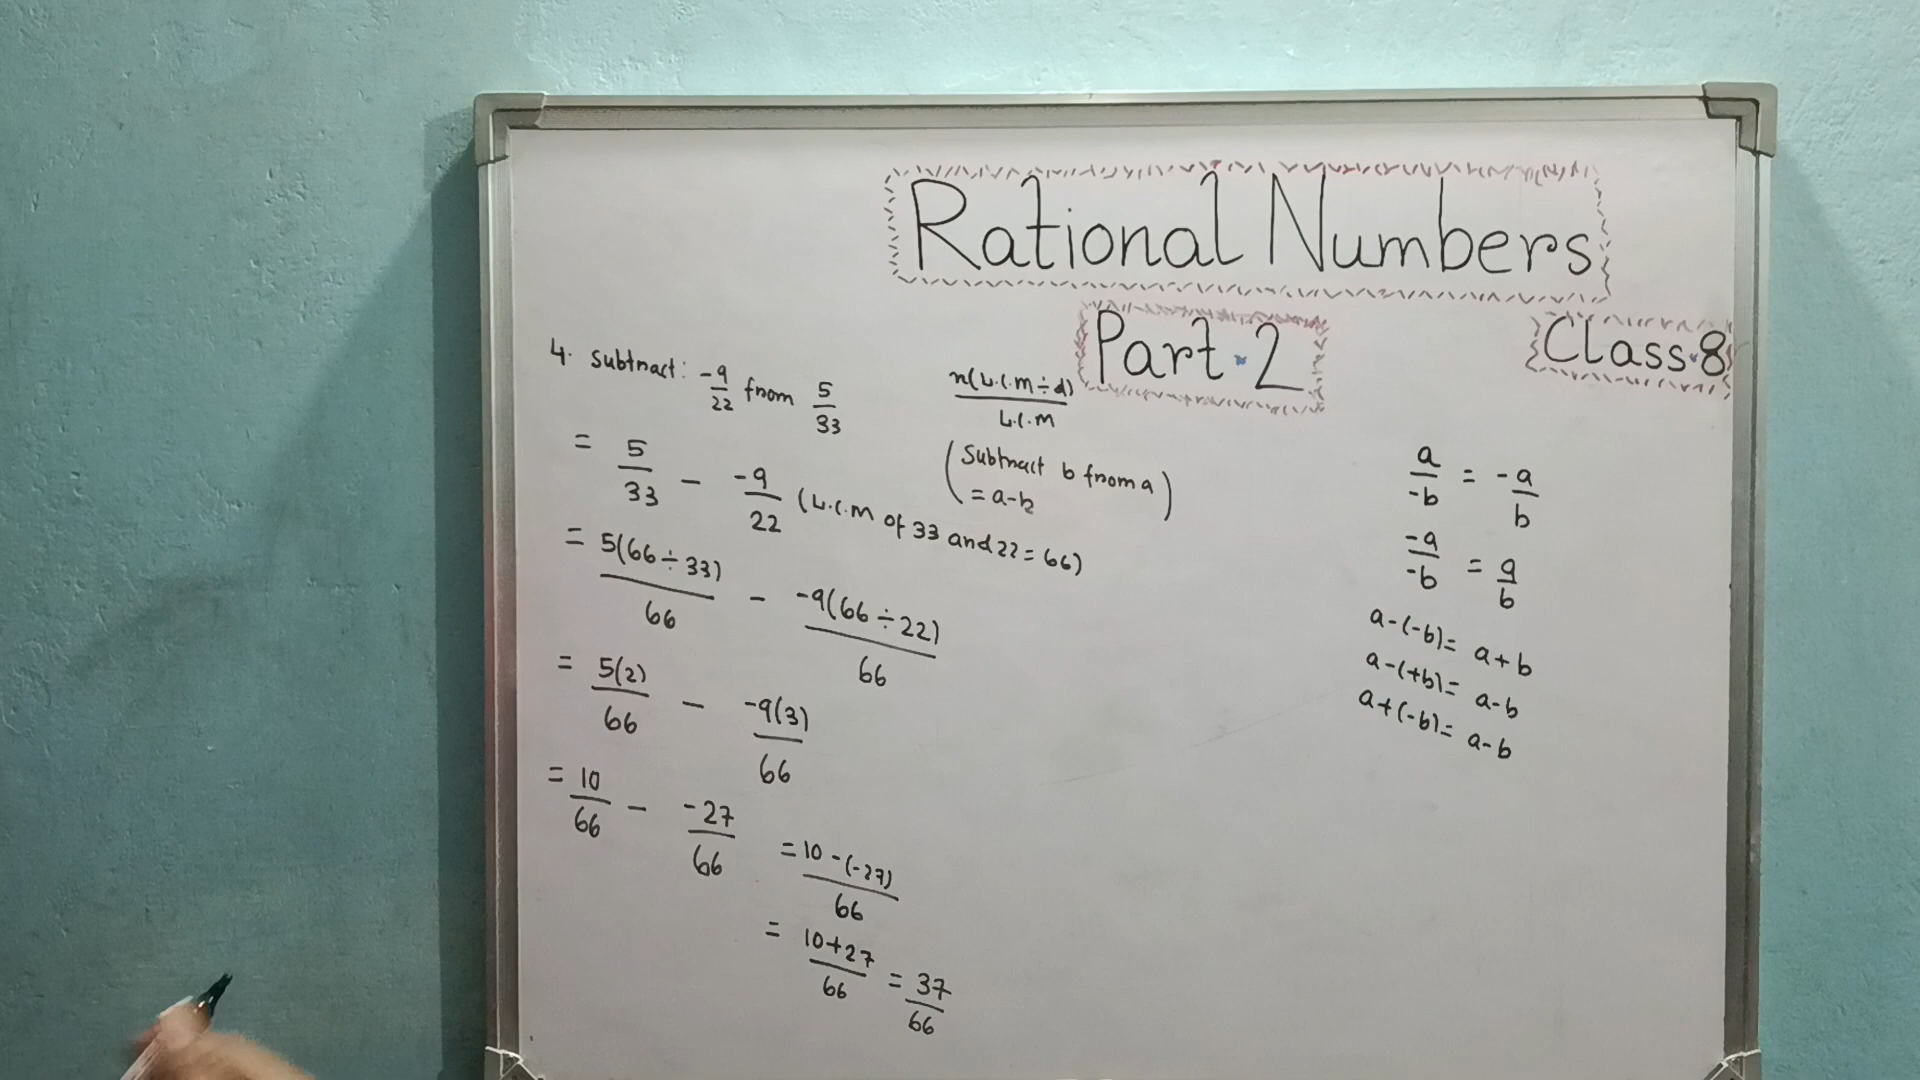 Rational Numbers
Part-2
Class-8
4. Subtract: -9/22 from 5/33
n(L.C.M÷d)/L.C.M
= 5/33 - -9/22 (L.C.M of 33 and 22 = 66)
(Subtract b from a
= a-b)
= 5(66÷33)/66 - -9(66÷22)/66
= 5(2)/66 - -9(3)/66
= 10/66 - -27/66
= 10-(-27)/66
= 10+27/66 = 37/66
a/-b = -a/b
-a/-b = a/b
a-(-b)= a+b
a-(+b)= a-b
a+(-b)= a-b